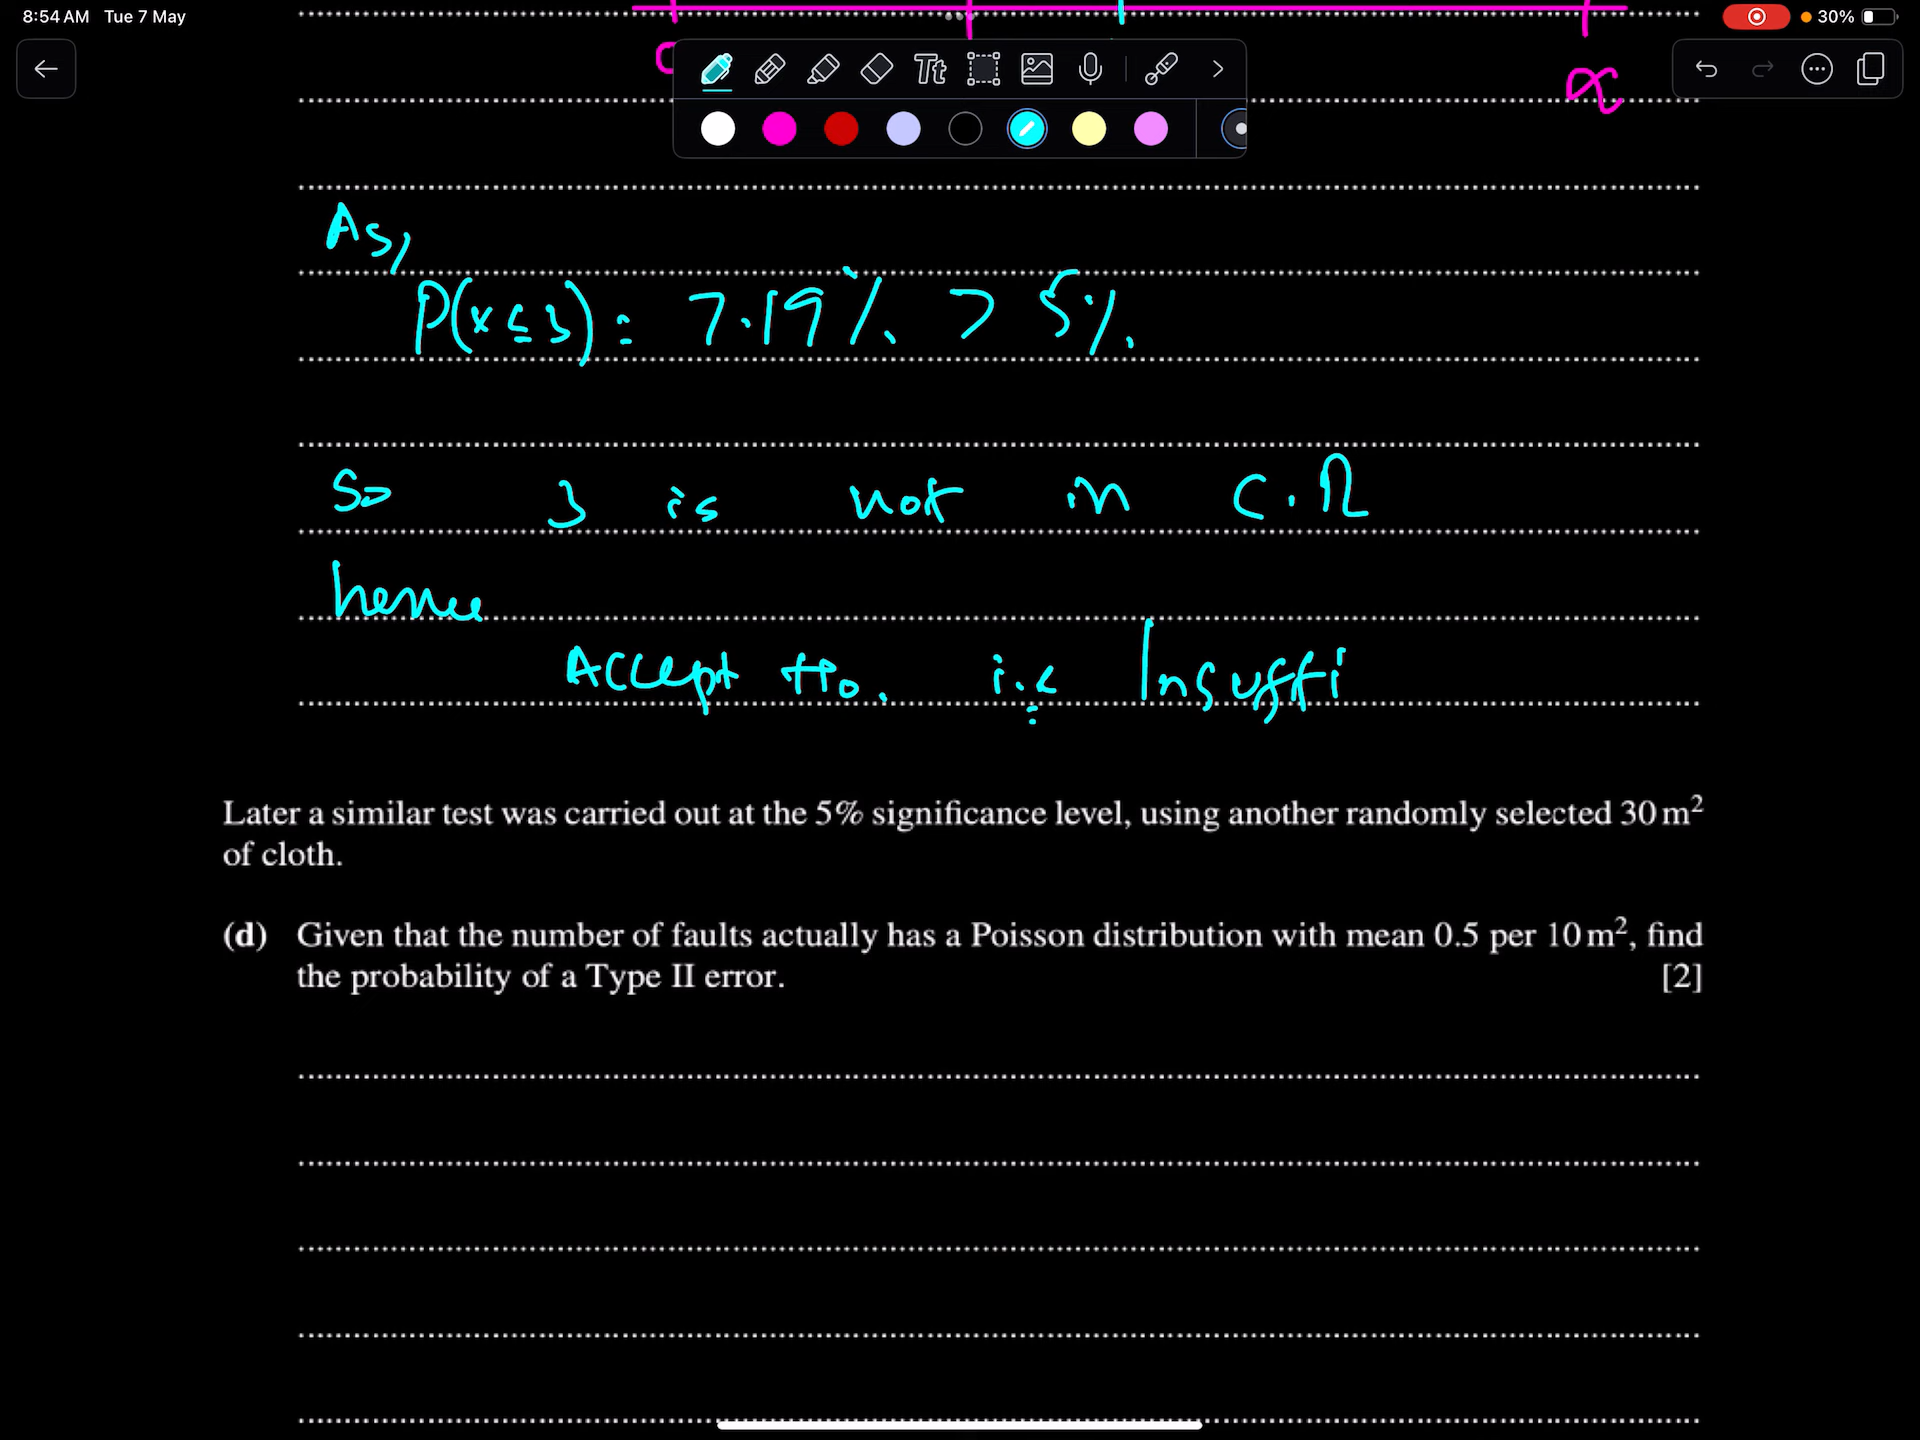 8:54 AM Tue 7 May
30%
Tt
x
As,
P(x ≤ 3) = 7.19% > 5%.
So 3 is not in C.R
hence
Accept H0. i.e Insuffi
Later a similar test was carried out at the 5% significance level, using another randomly selected 30 m²
of cloth.
(d) Given that the number of faults actually has a Poisson distribution with mean 0.5 per 10 m², find
the probability of a Type II error. [2]